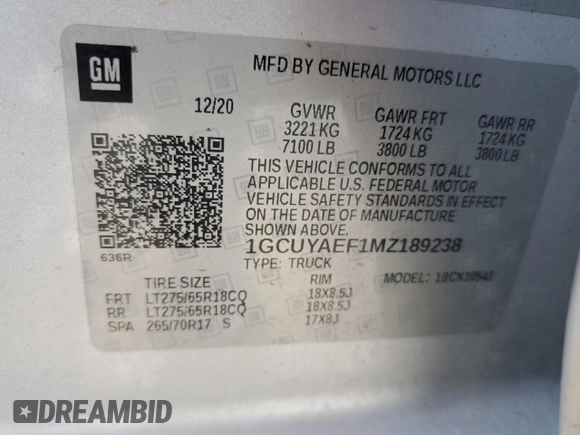 GM
MFD BY GENERAL MOTORS LLC
12/20 GVWR GAWR FRT GAWR RR
3221 KG 1724 KG 1724 KG
7100 LB 3800 LB 3800 LB
THIS VEHICLE CONFORMS TO ALL
APPLICABLE U.S. FEDERAL MOTOR
VEHICLE SAFETY STANDARDS IN EFFECT
ON THE DATE OF MANUFACTURE
SHOWN ABOVE.
636R
1GCUYAEF1MZ189238
TYPE: TRUCK MODEL: 18CK10543
TIRE SIZE RIM
FRT LT275/65R18CQ 18X8.5J
RR LT275/65R18CQ 18X8.5J
SPA 265/70R17 S 17X8J
DREAMBID